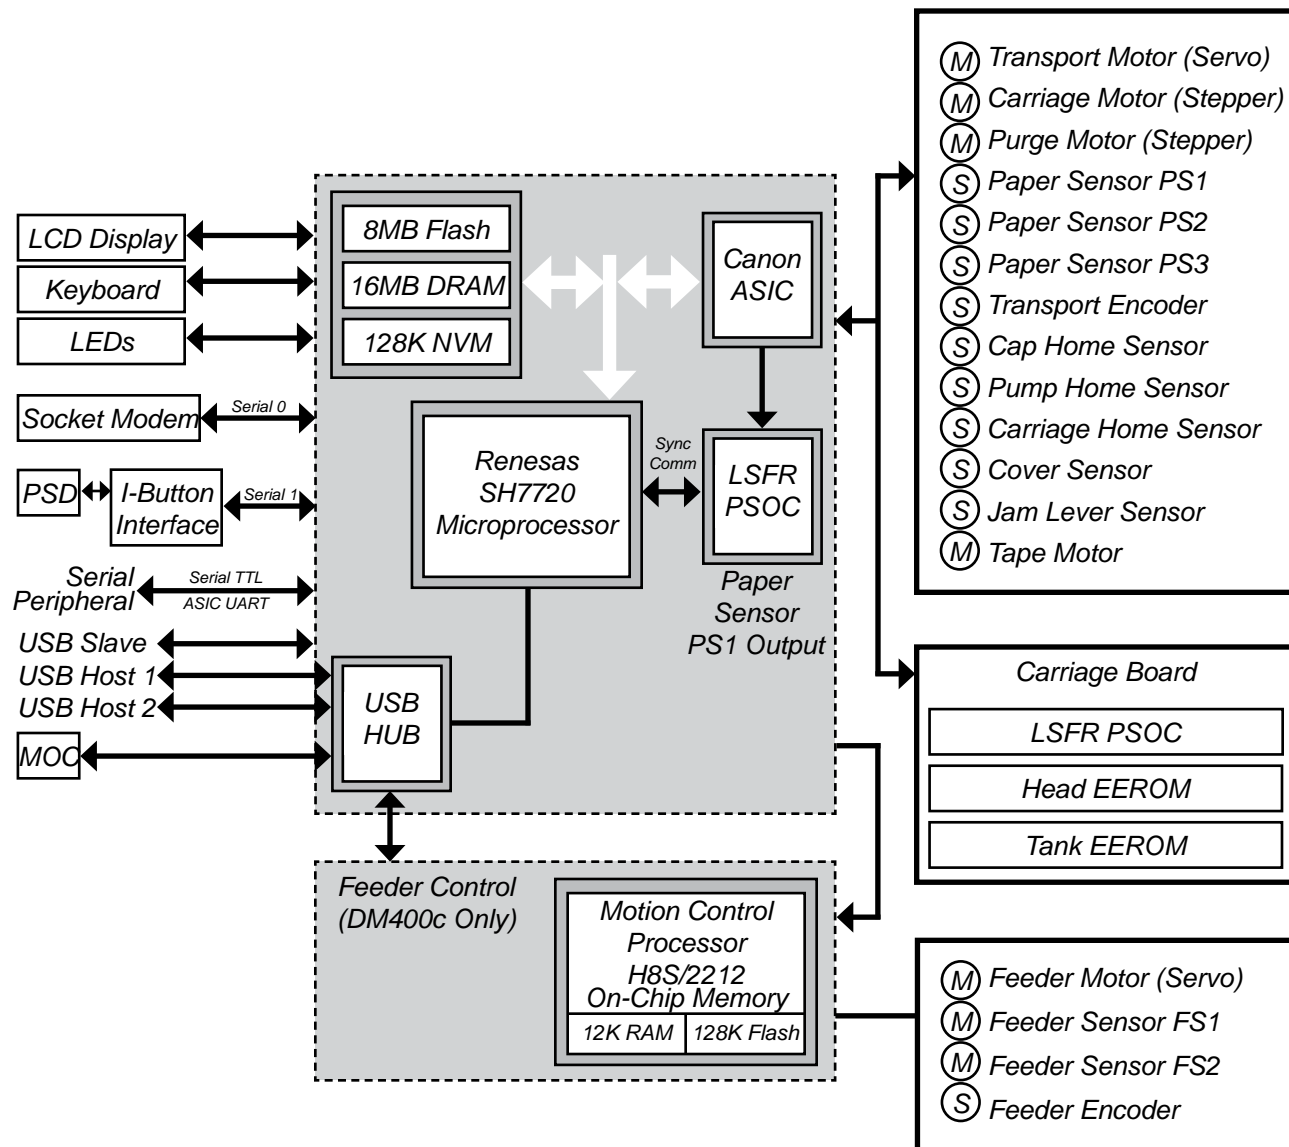 LCD Display
Keyboard
LEDs
Socket Modem
Serial 0
PSD
I-Button
Interface
Serial 1
Serial
Peripheral
Serial TTL
ASIC UART
USB Slave
USB Host 1
USB Host 2
MOC
8MB Flash
16MB DRAM
128K NVM
Canon
ASIC
Renesas
SH7720
Microprocessor
Sync
Comm
LSFR
PSOC
Paper
Sensor
PS1 Output
USB
HUB
Feeder Control
(DM400c Only)
Motion Control
Processor
H8S/2212
On-Chip Memory
12K RAM
128K Flash
M Transport Motor (Servo)
M Carriage Motor (Stepper)
M Purge Motor (Stepper)
S Paper Sensor PS1
S Paper Sensor PS2
S Paper Sensor PS3
S Transport Encoder
S Cap Home Sensor
S Pump Home Sensor
S Carriage Home Sensor
S Cover Sensor
S Jam Lever Sensor
M Tape Motor
Carriage Board
LSFR PSOC
Head EEROM
Tank EEROM
M Feeder Motor (Servo)
M Feeder Sensor FS1
M Feeder Sensor FS2
S Feeder Encoder